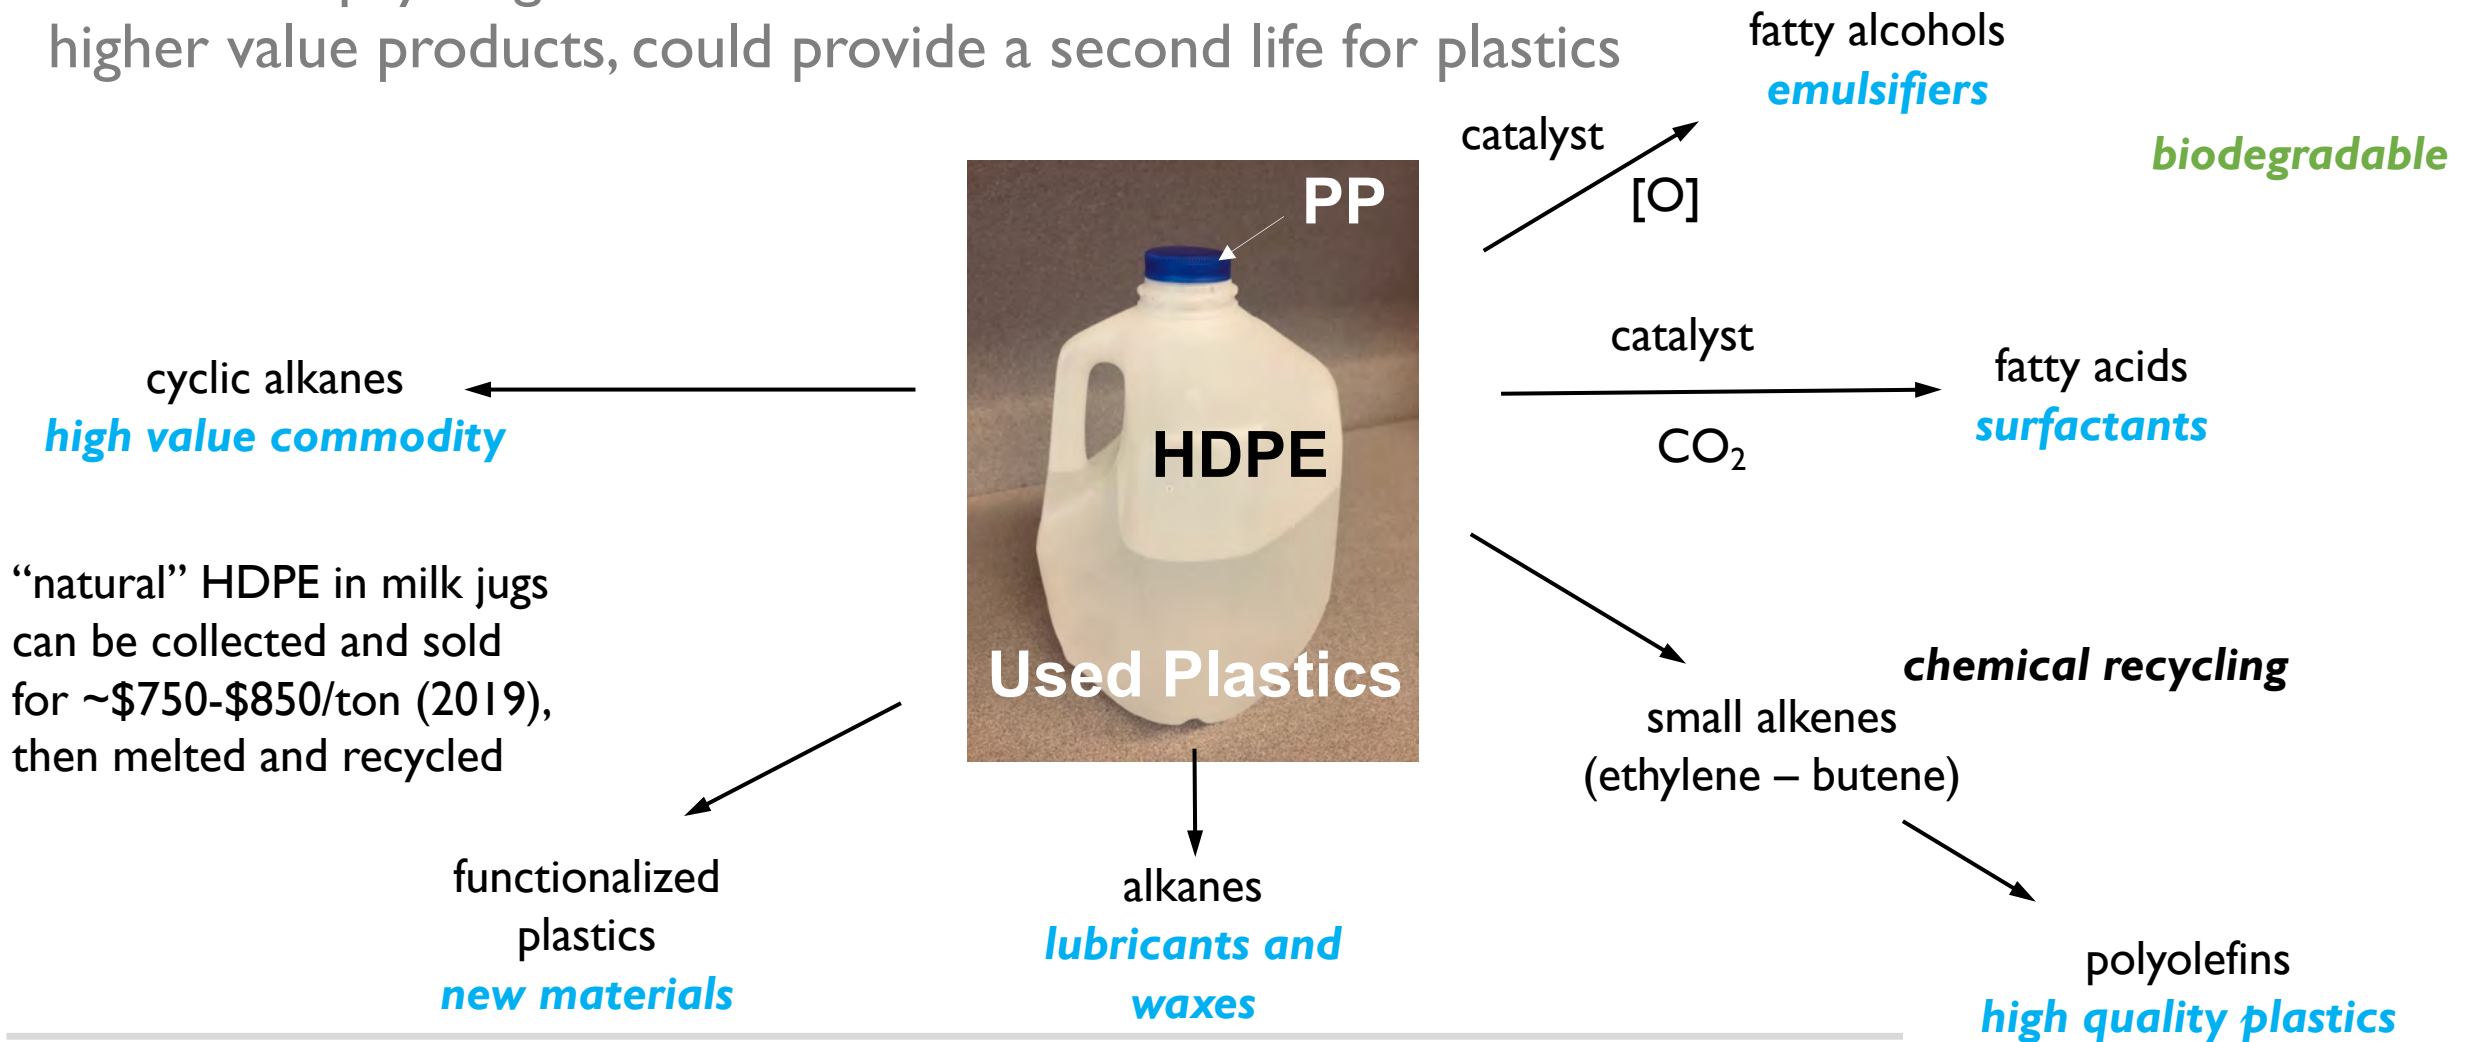 higher value products, could provide a second life for plastics
fatty alcohols
emulsifiers
biodegradable
catalyst
[O]
PP
HDPE
Used Plastics
catalyst
CO₂
fatty acids
surfactants
cyclic alkanes
high value commodity
“natural” HDPE in milk jugs
can be collected and sold
for ~$750-$850/ton (2019),
then melted and recycled
chemical recycling
small alkenes
(ethylene – butene)
functionalized
plastics
new materials
alkanes
lubricants and
waxes
polyolefins
high quality plastics